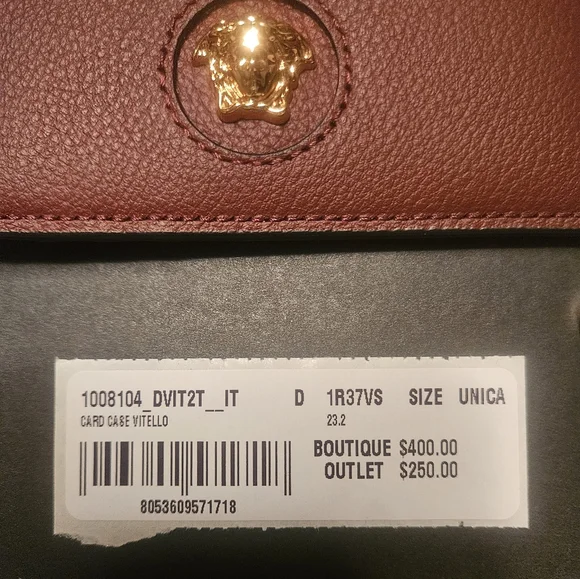 1008104_DVIT2T__IT D 1R37VS SIZE UNICA
CARD CASE VITELLO 23.2
BOUTIQUE $400.00
OUTLET $250.00
8053609571718